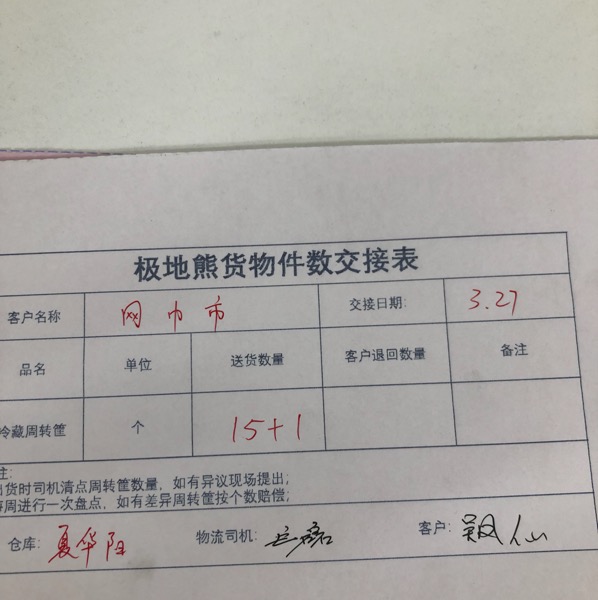 极地熊货物件数交接表
客户名称 网巾市 交接日期: 3.27
品名 单位 送货数量 客户退回数量 备注
冷藏周转筐 个 15+1
注:
出货时司机清点周转筐数量,如有异议现场提出;
每周进行一次盘点,如有差异周转筐按个数赔偿;
仓库: 夏华阳 物流司机: 客户: